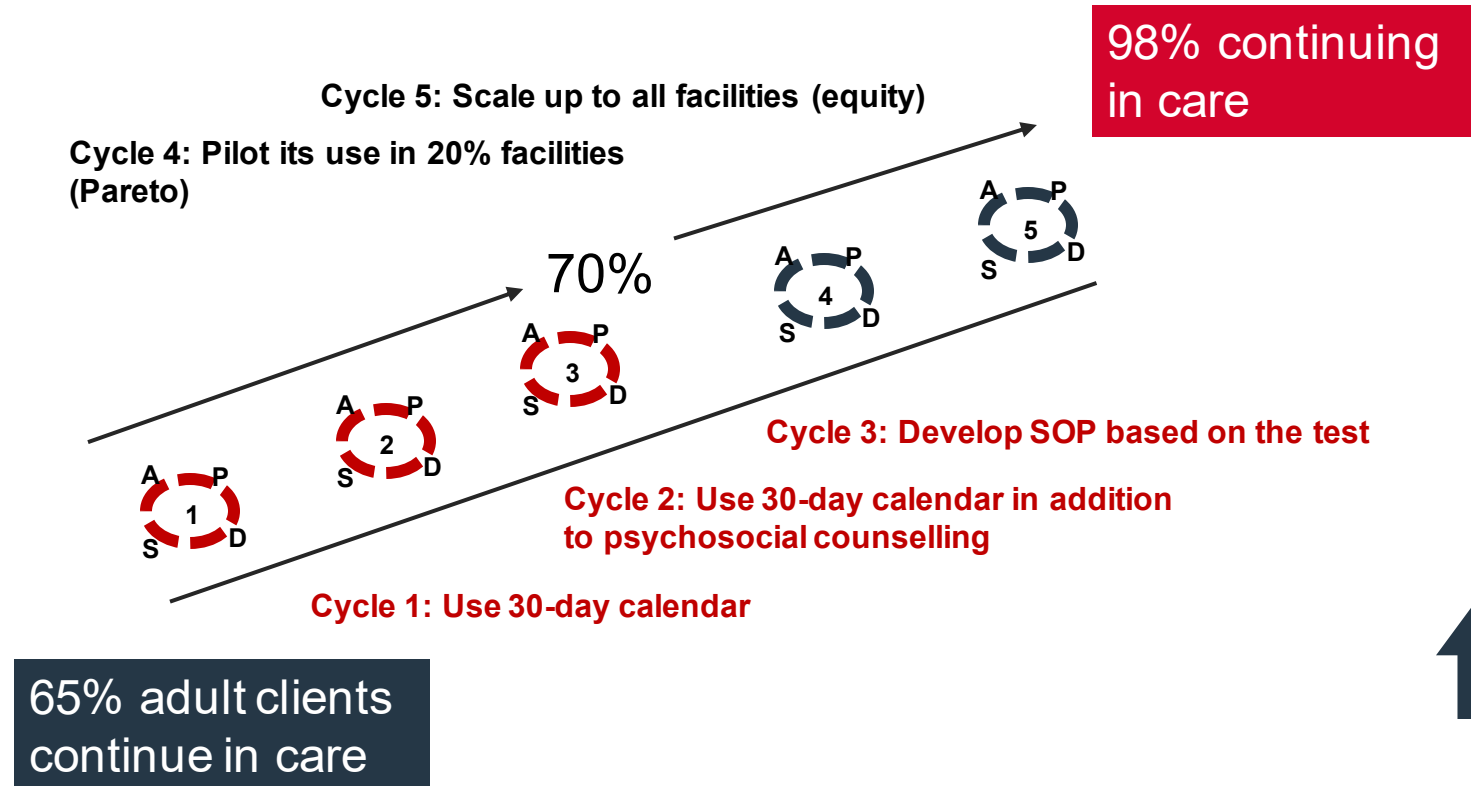 98% continuing
in care
Cycle 5: Scale up to all facilities (equity)
Cycle 4: Pilot its use in 20% facilities
(Pareto)
A P
5
S D
70%
A P
4
S D
A P
3
S D
A P
2
S D
A P
1
S D
Cycle 3: Develop SOP based on the test
Cycle 2: Use 30-day calendar in addition
to psychosocial counselling
Cycle 1: Use 30-day calendar
65% adult clients
continue in care